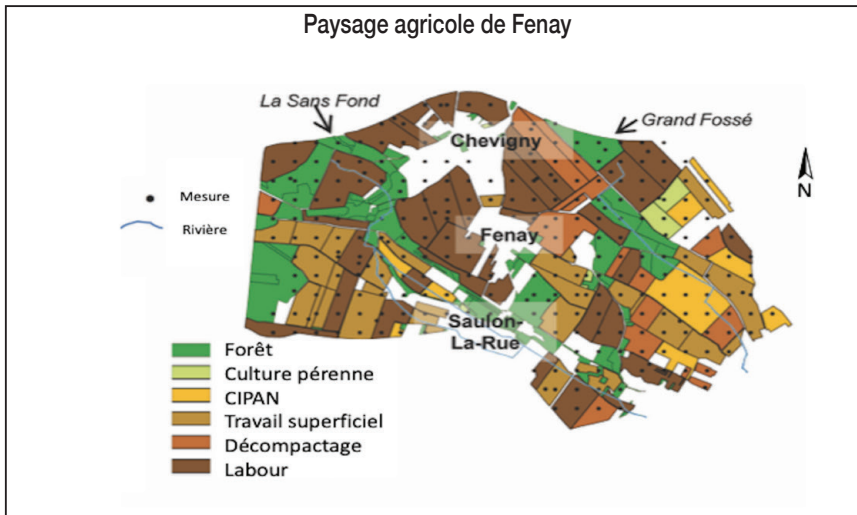 Paysage agricole de Fenay
La Sans Fond
Grand Fossé
Chevigny
N
Mesure
Rivière
Fenay
Saulon-
La-Rue
Forêt
Culture pérenne
CIPAN
Travail superficiel
Décompactage
Labour